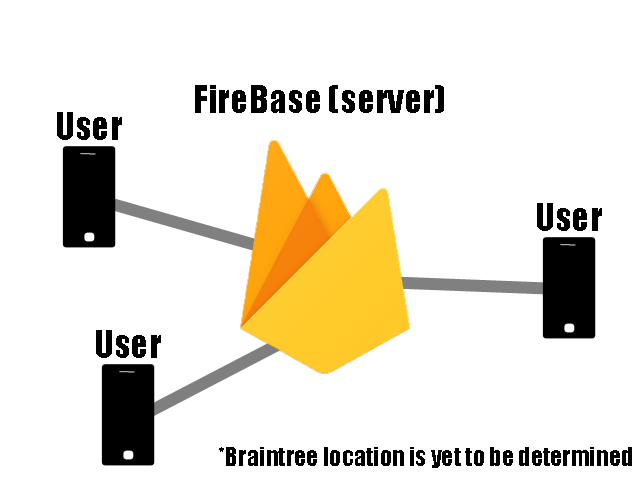 FireBase (server)
User
User
User
*Braintree location is yet to be determined